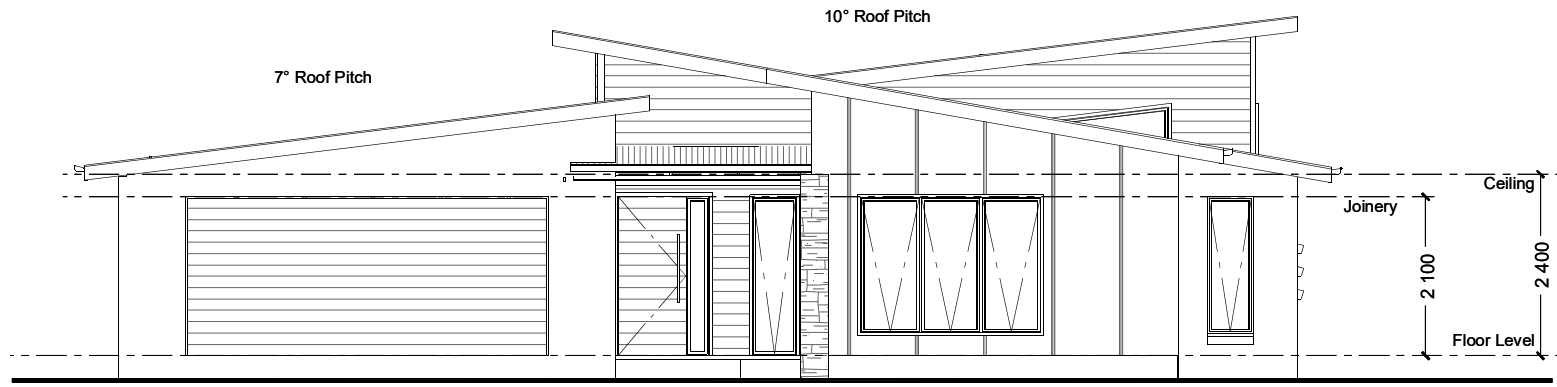 10° Roof Pitch
7° Roof Pitch
Ceiling
Joinery
2 100
2 400
Floor Level